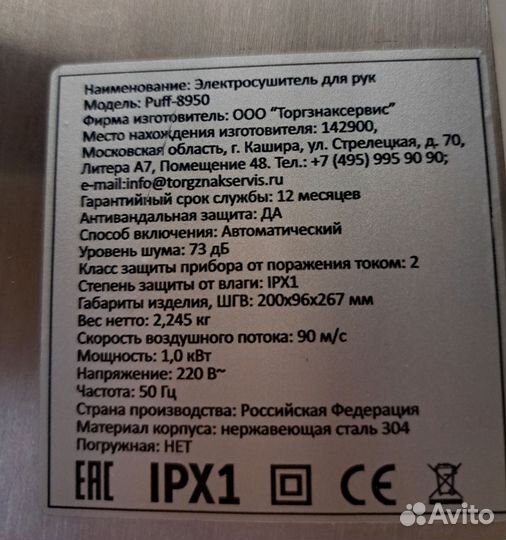 Наименование: Электросушитель для рук
Модель: Puff-8950
Фирма изготовитель: ООО "Торгзнаксервис"
Место нахождения изготовителя: 142900,
Московская область, г. Кашира, ул. Стрелецкая, д. 70,
Литера А7, Помещение 48. Тел.: +7 (495) 995 90 90;
e-mail:info@torgznakservis.ru
Гарантийный срок службы: 12 месяцев
Антивандальная защита: ДА
Способ включения: Автоматический
Уровень шума: 73 дБ
Класс защиты прибора от поражения током: 2
Степень защиты от влаги: IPX1
Габариты изделия, ШГВ: 200х96х267 мм
Вес нетто: 2,245 кг
Скорость воздушного потока: 90 м/с
Мощность: 1,0 кВт
Напряжение: 220 В~
Частота: 50 Гц
Страна производства: Российская Федерация
Материал корпуса: нержавеющая сталь 304
Погружная: НЕТ
EAC IPX1 CE
Avito